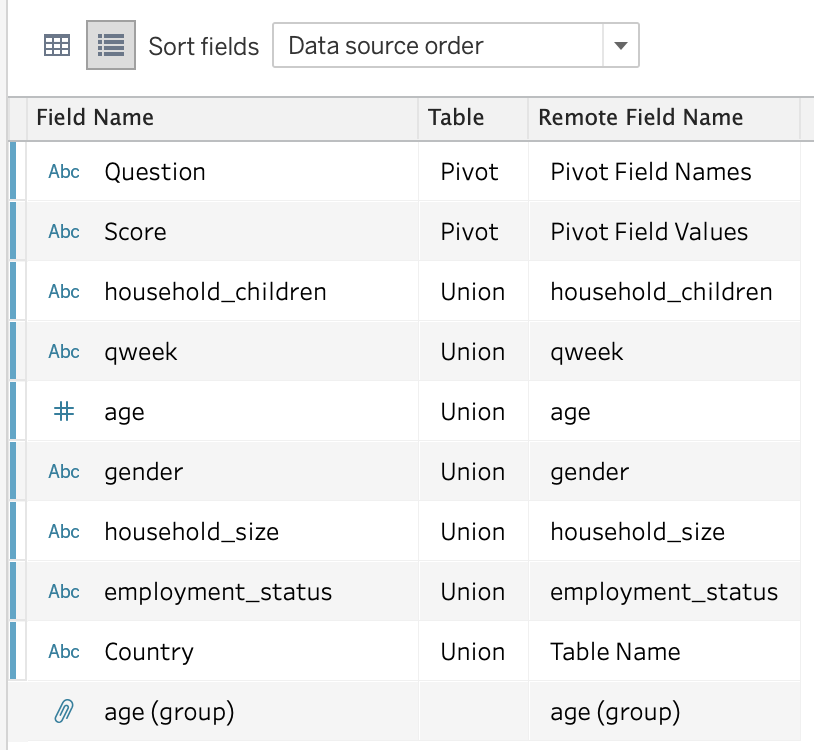 Sort fields Data source order
Field Name Table Remote Field Name
Abc Question Pivot Pivot Field Names
Abc Score Pivot Pivot Field Values
Abc household_children Union household_children
Abc qweek Union qweek
# age Union age
Abc gender Union gender
Abc household_size Union household_size
Abc employment_status Union employment_status
Abc Country Union Table Name
age (group) age (group)